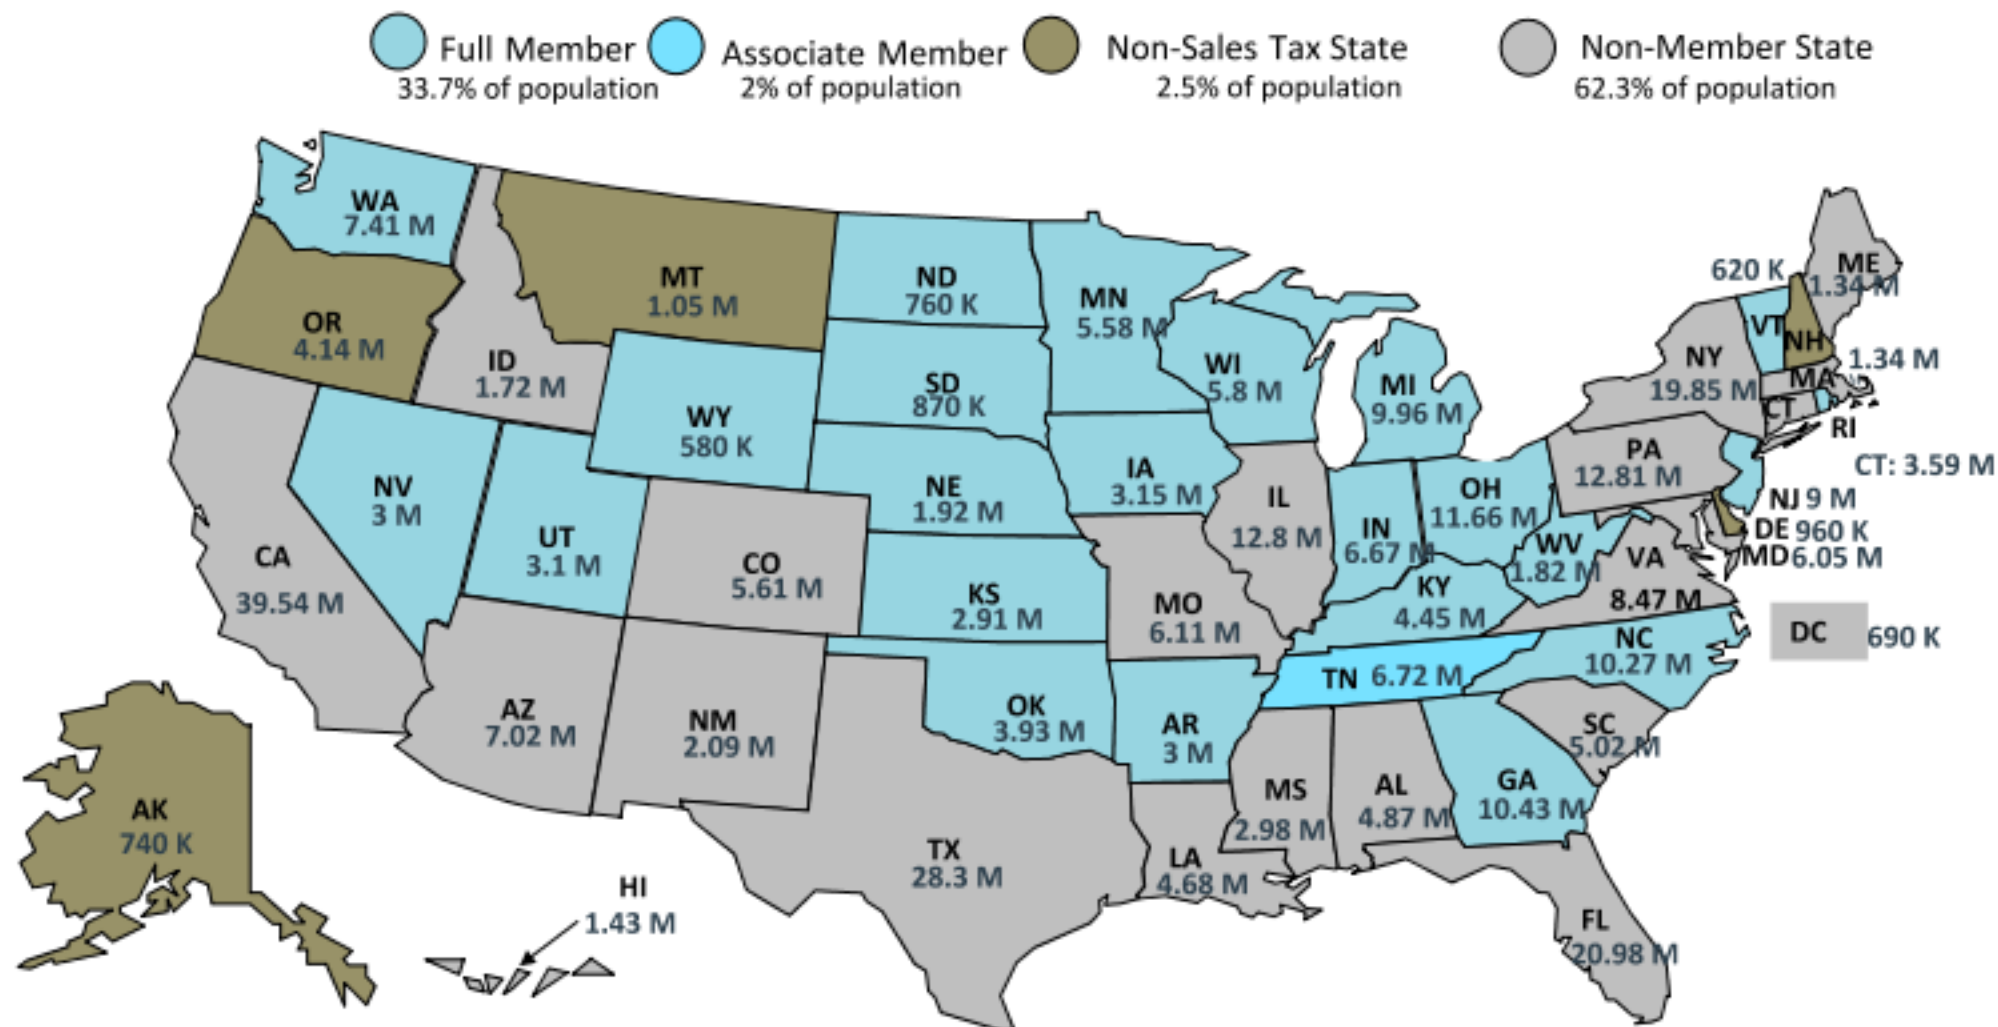 Full Member
33.7% of population
Associate Member
2% of population
Non-Sales Tax State
2.5% of population
Non-Member State
62.3% of population
WA
7.41 M
OR
4.14 M
MT
1.05 M
ID
1.72 M
ND
760 K
MN
5.58 M
SD
870 K
WY
580 K
WI
5.8 M
MI
9.96 M
620 K
ME
1.34 M
VT
NH
1.34 M
NY
19.85 M
MA
CT
RI
CT: 3.59 M
PA
12.81 M
NJ 9 M
DE 960 K
MD 6.05 M
NV
3 M
UT
3.1 M
CA
39.54 M
CO
5.61 M
NE
1.92 M
IA
3.15 M
IL
12.8 M
IN
6.67 M
OH
11.66 M
WV
1.82 M
VA
8.47 M
KY
4.45 M
KS
2.91 M
MO
6.11 M
DC
690 K
NC
10.27 M
TN 6.72 M
AZ
7.02 M
NM
2.09 M
OK
3.93 M
AR
3 M
SC
5.02 M
MS
2.98 M
AL
4.87 M
GA
10.43 M
AK
740 K
HI
1.43 M
TX
28.3 M
LA
4.68 M
FL
20.98 M